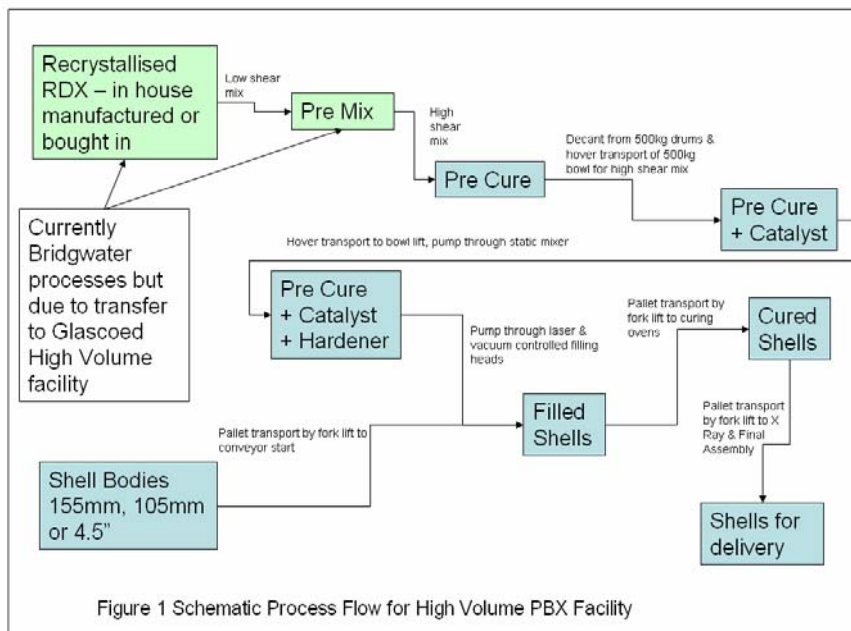 Recrystallised
RDX – in house
manufactured or
bought in
Low shear
mix
Pre Mix
High
shear
mix
Pre Cure
Decant from 500kg drums &
hover transport of 500kg
bowl for high shear mix
Pre Cure
+ Catalyst
Currently
Bridgwater
processes but
due to transfer
to Glascoed
High Volume
facility
Hover transport to bowl lift, pump through static mixer
Pre Cure
+ Catalyst
+ Hardener
Pump through laser &
vacuum controlled filling
heads
Pallet transport by
fork lift to curing
ovens
Cured
Shells
Pallet transport by fork lift to
conveyor start
Filled
Shells
Pallet transport
by fork lift to X
Ray & Final
Assembly
Shell Bodies
155mm, 105mm
or 4.5"
Shells for
delivery
Figure 1 Schematic Process Flow for High Volume PBX Facility